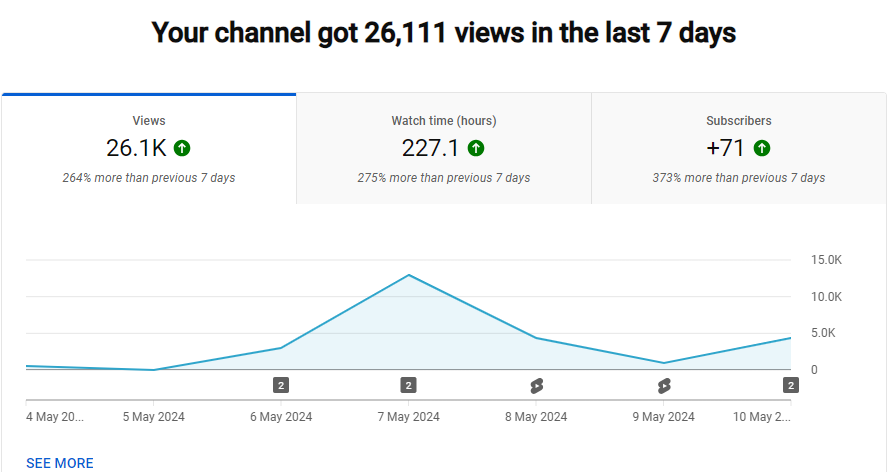 Your channel got 26,111 views in the last 7 days
Views
26.1K
264% more than previous 7 days
Watch time (hours)
227.1
275% more than previous 7 days
Subscribers
+71
373% more than previous 7 days
15.0K
10.0K
5.0K
0
2 2 2
4 May 20... 5 May 2024 6 May 2024 7 May 2024 8 May 2024 9 May 2024 10 May 2...
SEE MORE